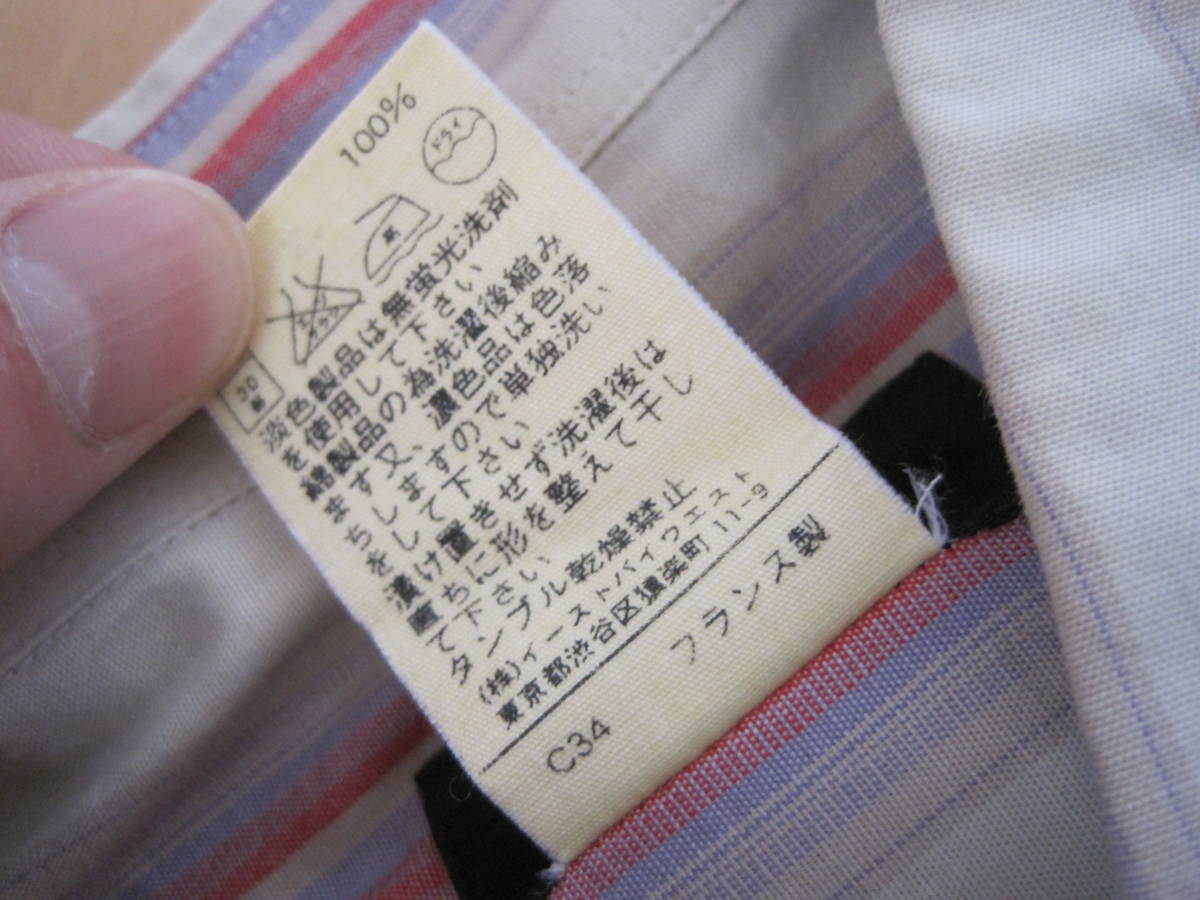 100%
ドライ
30
淡色製品は無蛍光洗剤
を使用して下さい
綿製品の為洗濯後縮み
ます又、濃色品は色落
ちしますので単独洗い
をして下さい
漬け置きせず洗濯後は
直ちに形を整えて干し
て下さい
タンブル乾燥禁止
(株)イーストバイウエスト
東京都渋谷区猿楽町 11-9
フランス製
C34